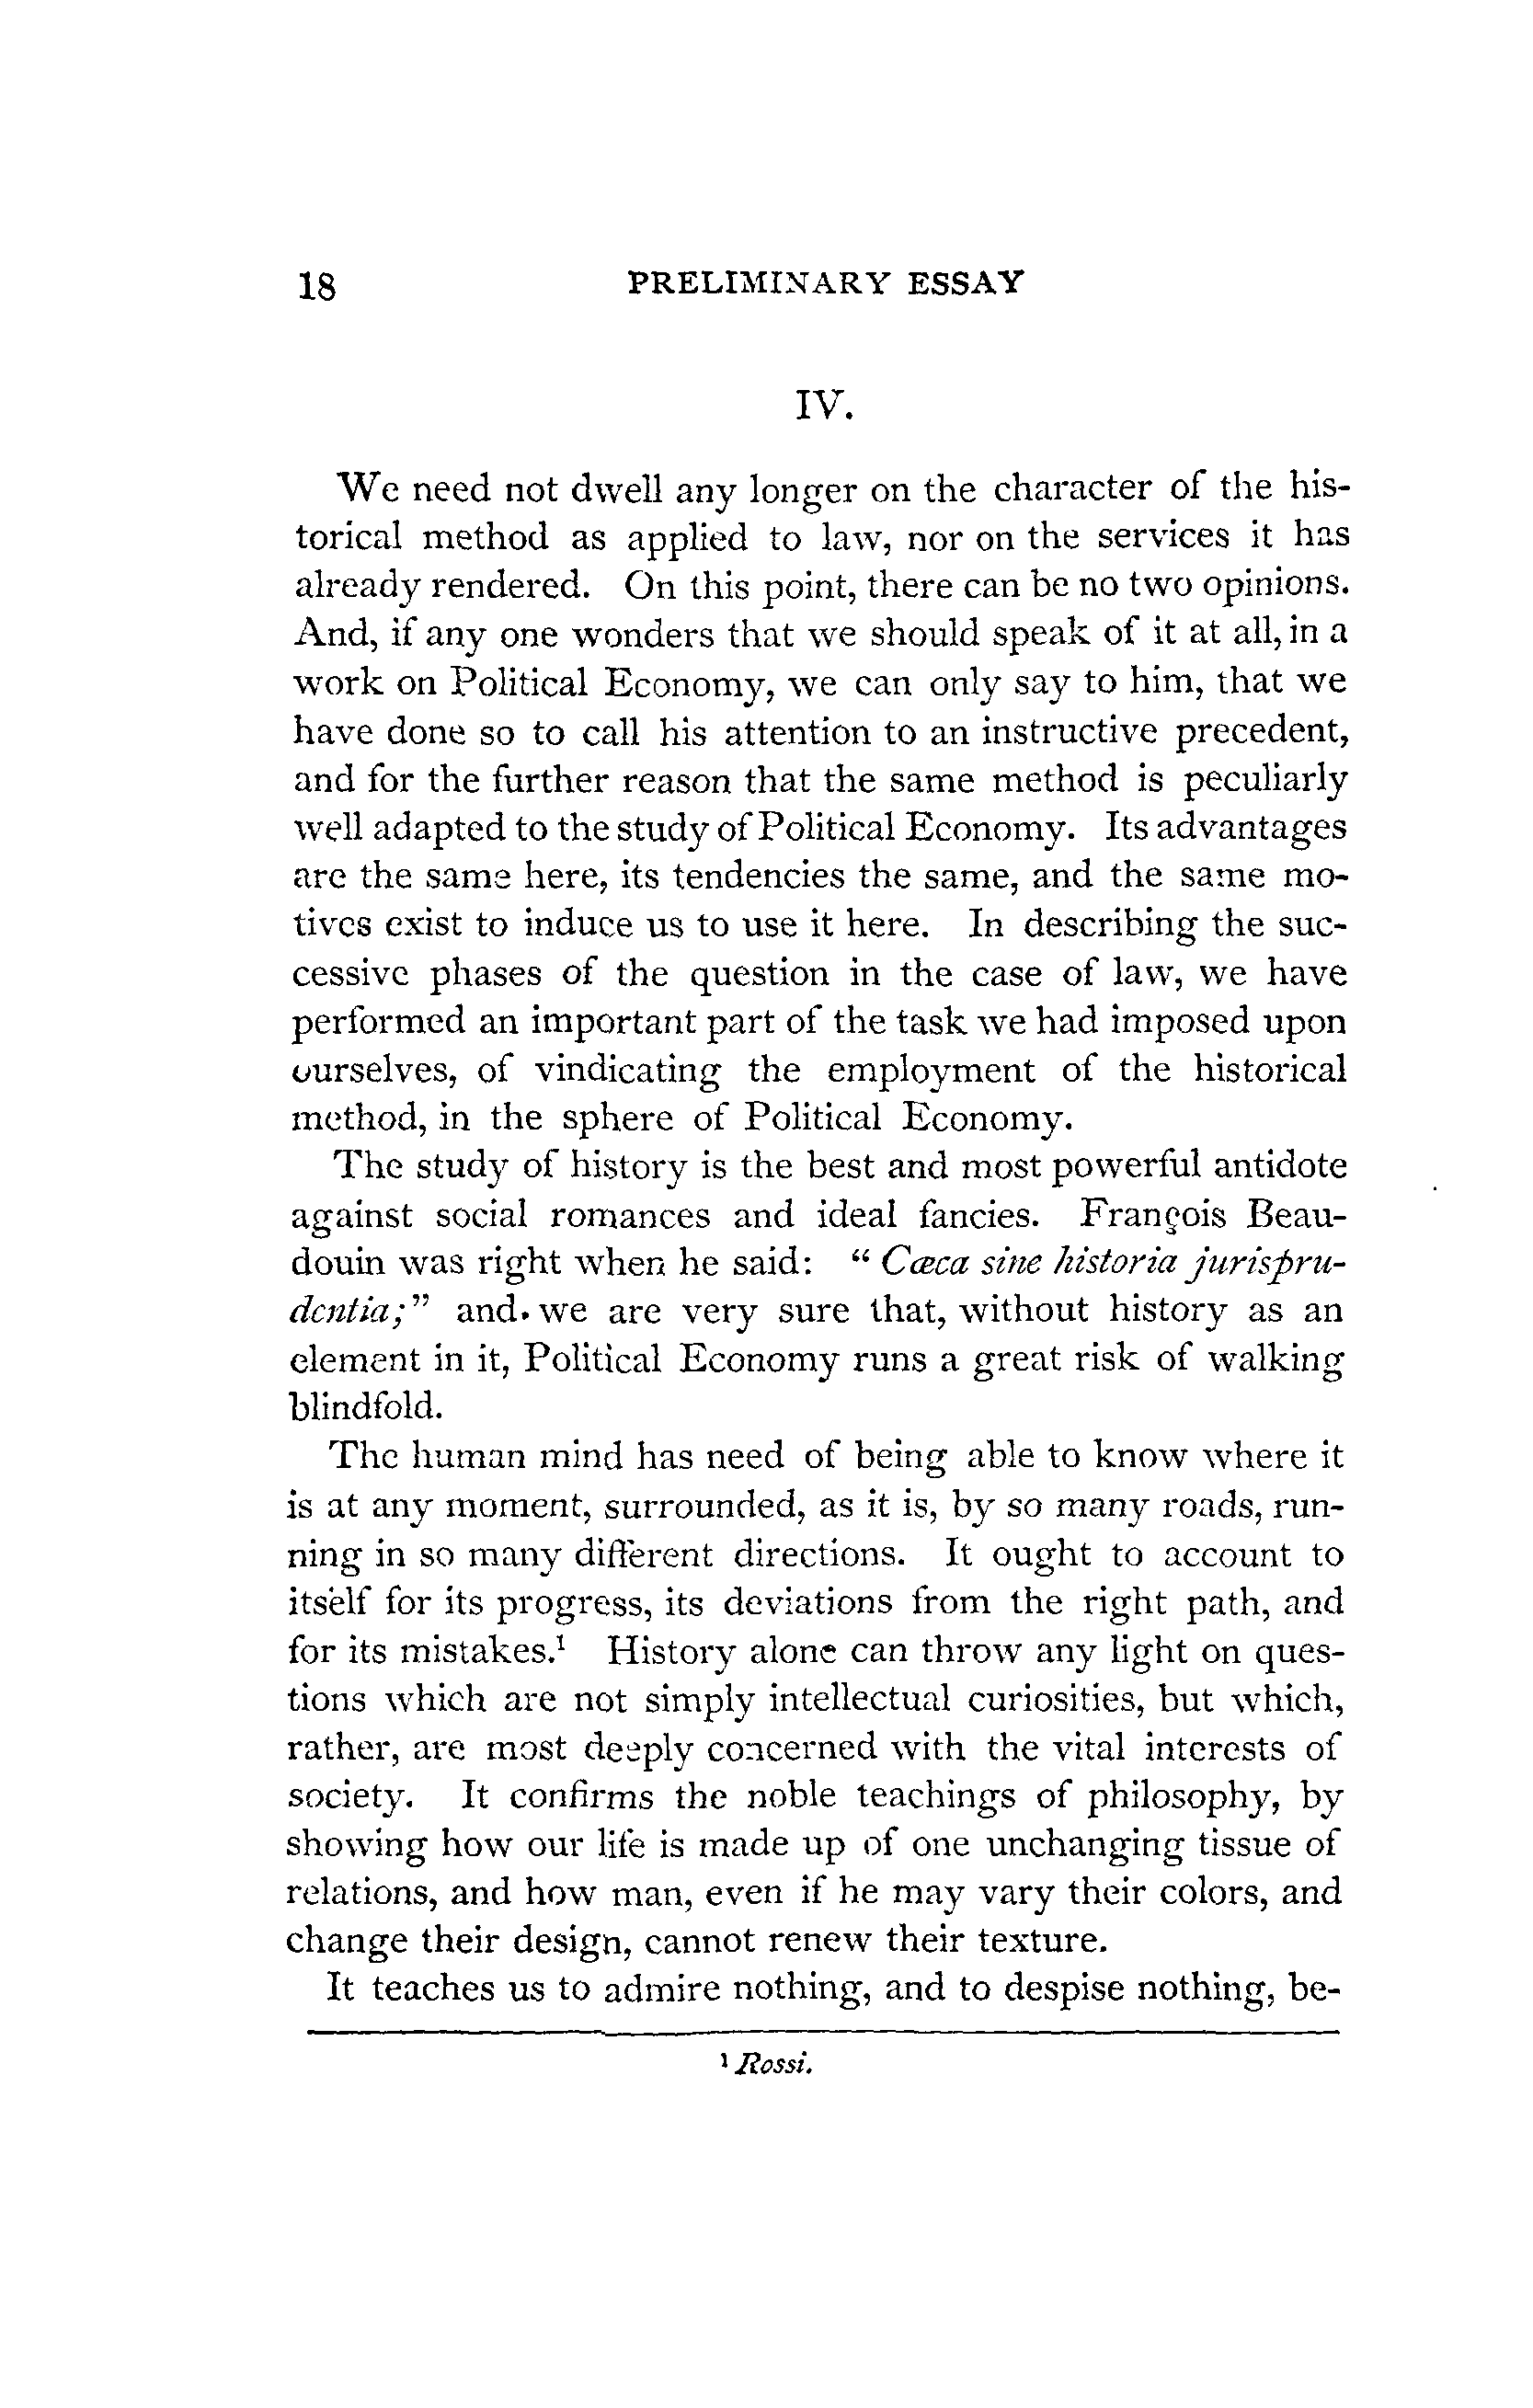 18 PRELIMINARY ESSAY
IV.
We need not dwell any longer on the character of the his-
torical method as applied to law, nor on the services it has
already rendered. On this point, there can be no two opinions.
And, if any one wonders that we should speak of it at all, in a
work on Political Economy, we can only say to him, that we
have done so to call his attention to an instructive precedent,
and for the further reason that the same method is peculiarly
well adapted to the study of Political Economy. Its advantages
are the same here, its tendencies the same, and the same mo-
tives exist to induce us to use it here. In describing the suc-
cessive phases of the question in the case of law, we have
performed an important part of the task we had imposed upon
ourselves, of vindicating the employment of the historical
method, in the sphere of Political Economy.
The study of history is the best and most powerful antidote
against social romances and ideal fancies. François Beau-
douin was right when he said: “ Cæca sine historia jurispru-
dentia;” and. we are very sure that, without history as an
element in it, Political Economy runs a great risk of walking
blindfold.
The human mind has need of being able to know where it
is at any moment, surrounded, as it is, by so many roads, run-
ning in so many different directions. It ought to account to
itself for its progress, its deviations from the right path, and
for its mistakes.¹ History alone can throw any light on ques-
tions which are not simply intellectual curiosities, but which,
rather, are most deeply concerned with the vital interests of
society. It confirms the noble teachings of philosophy, by
showing how our life is made up of one unchanging tissue of
relations, and how man, even if he may vary their colors, and
change their design, cannot renew their texture.
It teaches us to admire nothing, and to despise nothing, be-
¹ Rossi.